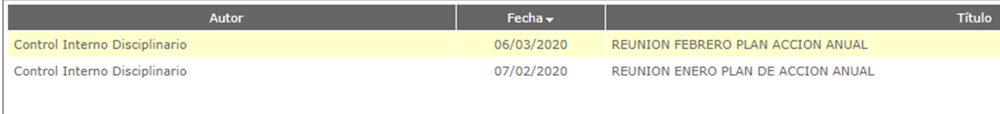 Autor Fecha Título
Control Interno Disciplinario 06/03/2020 REUNION FEBRERO PLAN ACCION ANUAL
Control Interno Disciplinario 07/02/2020 REUNION ENERO PLAN DE ACCION ANUAL